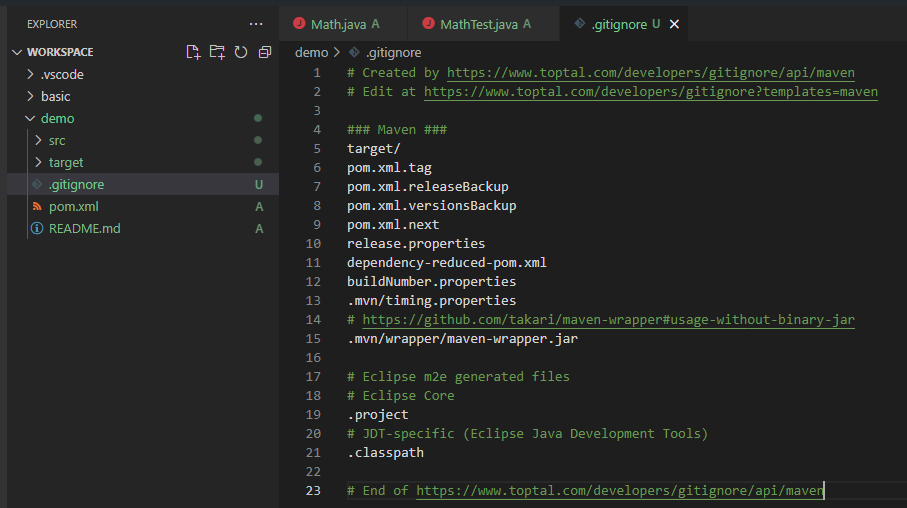 EXPLORER
WORKSPACE
.vscode
basic
demo
src
target
.gitignore U
pom.xml A
README.md A
J Math.java A
J MathTest.java A
.gitignore U
demo > .gitignore
1 # Created by https://www.toptal.com/developers/gitignore/api/maven
2 # Edit at https://www.toptal.com/developers/gitignore?templates=maven
3
4 ### Maven ###
5 target/
6 pom.xml.tag
7 pom.xml.releaseBackup
8 pom.xml.versionsBackup
9 pom.xml.next
10 release.properties
11 dependency-reduced-pom.xml
12 buildNumber.properties
13 .mvn/timing.properties
14 # https://github.com/takari/maven-wrapper#usage-without-binary-jar
15 .mvn/wrapper/maven-wrapper.jar
16
17 # Eclipse m2e generated files
18 # Eclipse Core
19 .project
20 # JDT-specific (Eclipse Java Development Tools)
21 .classpath
22
23 # End of https://www.toptal.com/developers/gitignore/api/maven